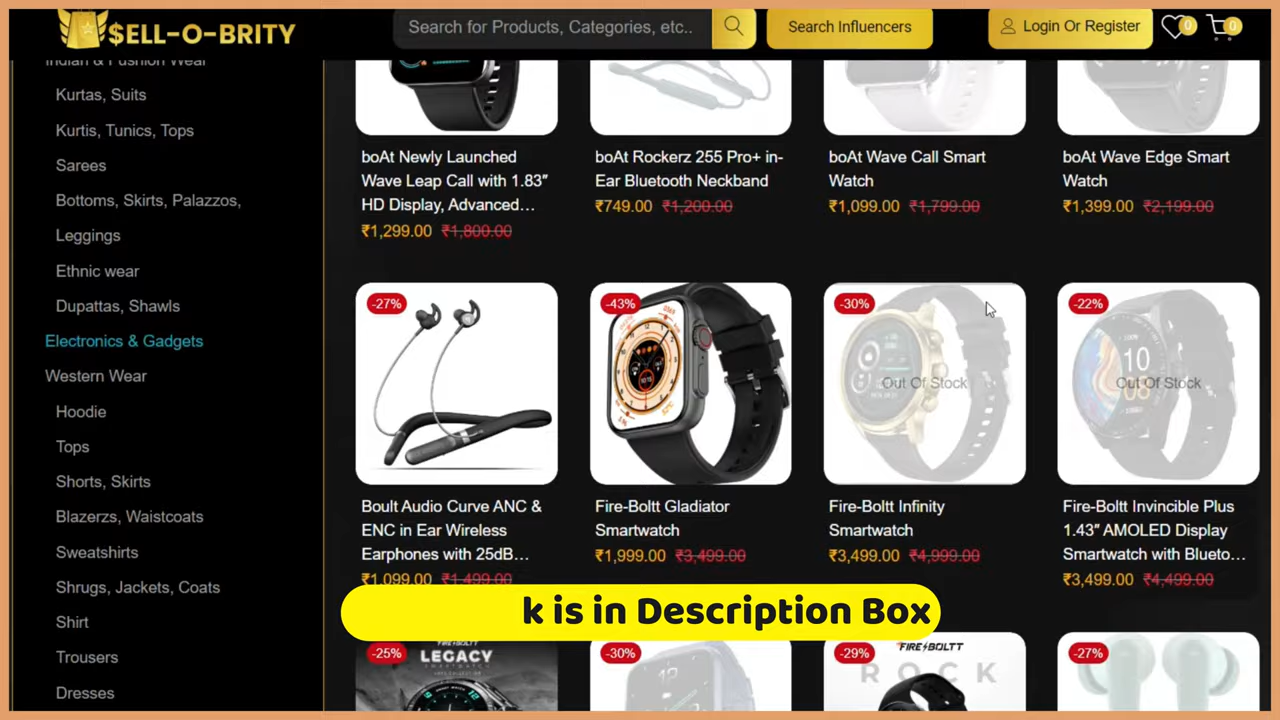 $ELL-O-BRITY
Search for Products, Categories, etc..
Search Influencers
Login Or Register
0
0
Indian & Fushion Wear
Kurtas, Suits
Kurtis, Tunics, Tops
Sarees
Bottoms, Skirts, Palazzos,
Leggings
Ethnic wear
Dupattas, Shawls
Electronics & Gadgets
Western Wear
Hoodie
Tops
Shorts, Skirts
Blazerzs, Waistcoats
Sweatshirts
Shrugs, Jackets, Coats
Shirt
Trousers
Dresses
boAt Newly Launched
Wave Leap Call with 1.83″
HD Display, Advanced…
₹1,299.00 ₹1,800.00
boAt Rockerz 255 Pro+ in-
Ear Bluetooth Neckband
₹749.00 ₹1,200.00
boAt Wave Call Smart
Watch
₹1,099.00 ₹1,799.00
boAt Wave Edge Smart
Watch
₹1,399.00 ₹2,199.00
-27%
Boult Audio Curve ANC &
ENC in Ear Wireless
Earphones with 25dB…
₹1,099.00 ₹1,499.00
-43%
Fire-Boltt Gladiator
Smartwatch
₹1,999.00 ₹3,499.00
-30%
Out Of Stock
Fire-Boltt Infinity
Smartwatch
₹3,499.00 ₹4,999.00
-22%
10
08
Out Of Stock
Fire-Boltt Invincible Plus
1.43″ AMOLED Display
Smartwatch with Blueto…
₹3,499.00 ₹4,499.00
k is in Description Box
-25%
FIRE-BOLTT
LEGACY
SMARTWATCH
-30%
-29%
FIRE-BOLTT
ROCK
-27%